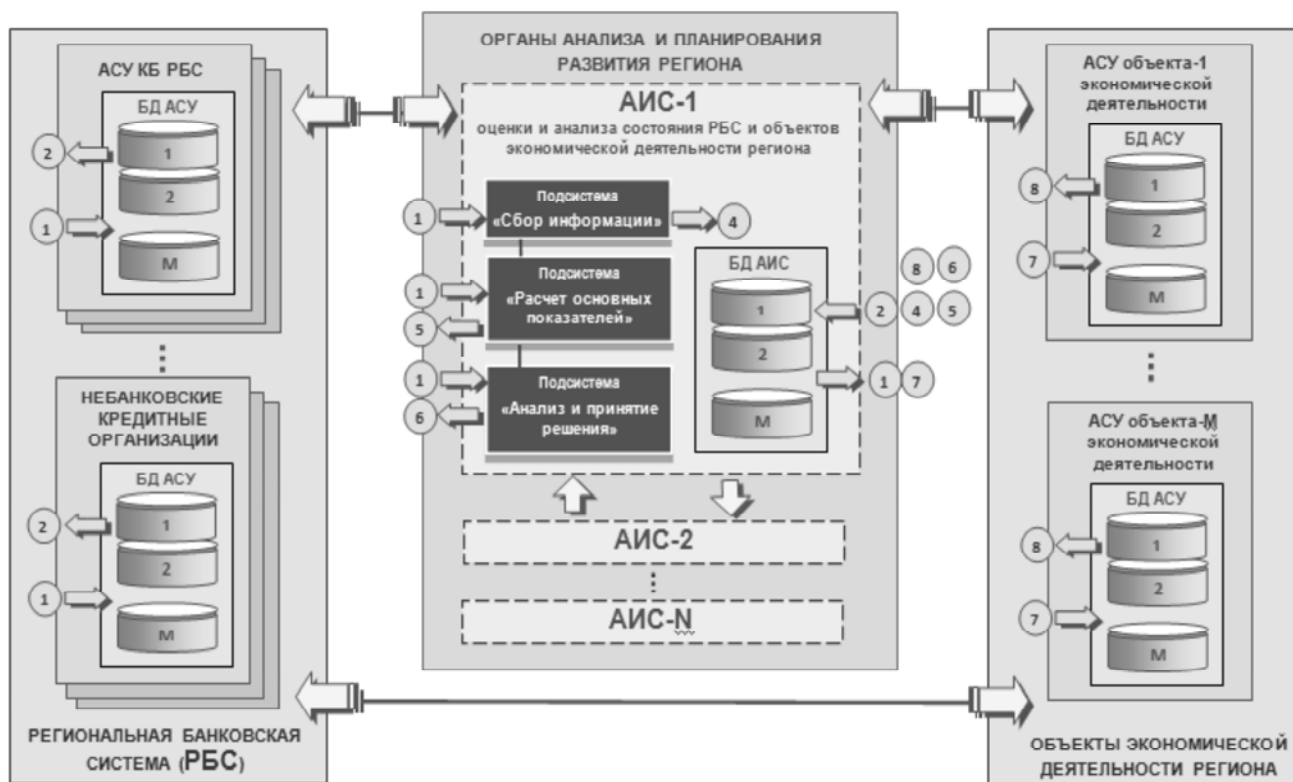 АСУ КБ РБС
БД АСУ
1
2
М
2
1
НЕБАНКОВСКИЕ
КРЕДИТНЫЕ
ОРГАНИЗАЦИИ
БД АСУ
1
2
М
2
1
РЕГИОНАЛЬНАЯ БАНКОВСКАЯ
СИСТЕМА (РБС)
ОРГАНЫ АНАЛИЗА И ПЛАНИРОВАНИЯ
РАЗВИТИЯ РЕГИОНА
АИС-1
оценки и анализа состояния РБС и объектов
экономической деятельности региона
Подсистема
«Сбор информации»
1
4
Подсистема
«Расчет основных
показателей»
1
5
Подсистема
«Анализ и принятие
решения»
1
6
БД АИС
1
2
М
8 6
2 4 5
1 7
АИС-2
АИС-N
АСУ объекта-1
экономической
деятельности
БД АСУ
1
2
М
8
7
АСУ объекта-М
экономической
деятельности
БД АСУ
1
2
М
8
7
ОБЪЕКТЫ ЭКОНОМИЧЕСКОЙ
ДЕЯТЕЛЬНОСТИ РЕГИОНА